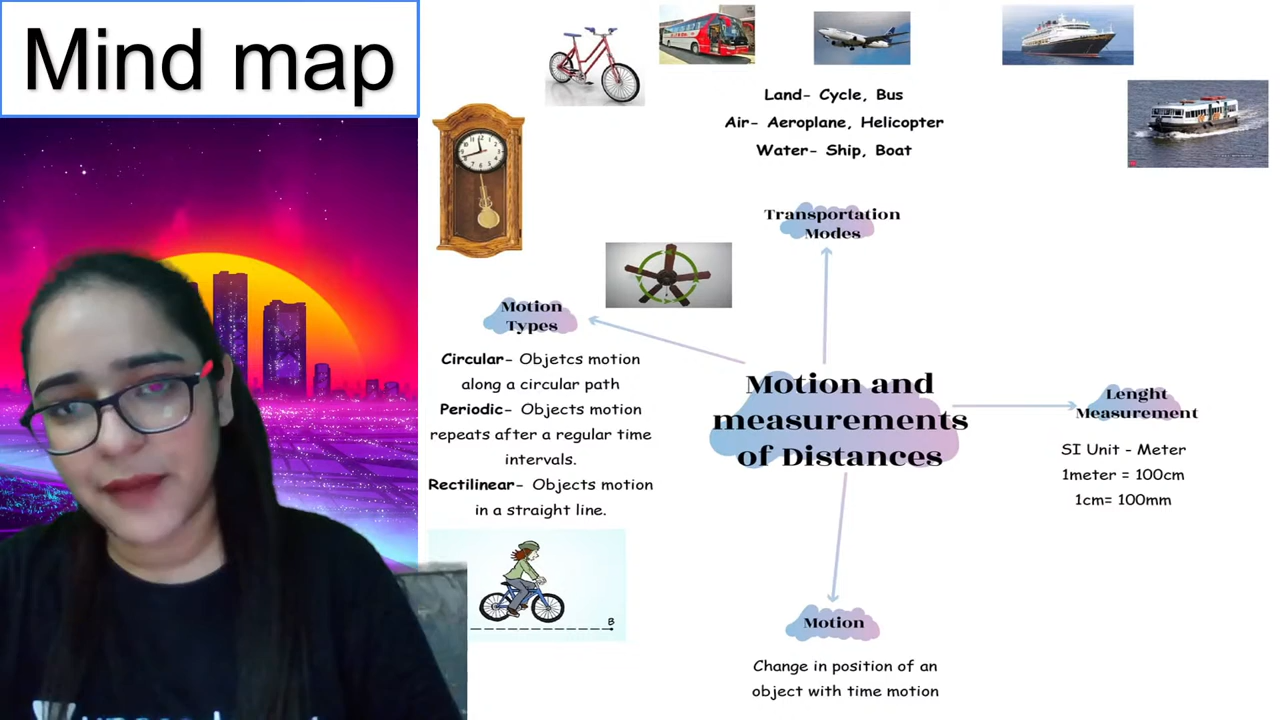 Mind map
Land- Cycle, Bus
Air- Aeroplane, Helicopter
Water- Ship, Boat
Transportation
Modes
Motion
Types
Circular- Objetcs motion
along a circular path
Periodic- Objects motion
repeats after a regular time
intervals.
Rectilinear- Objects motion
in a straight line.
B
Motion and
measurements
of Distances
Lenght
Measurement
SI Unit - Meter
1meter = 100cm
1cm= 100mm
Motion
Change in position of an
object with time motion